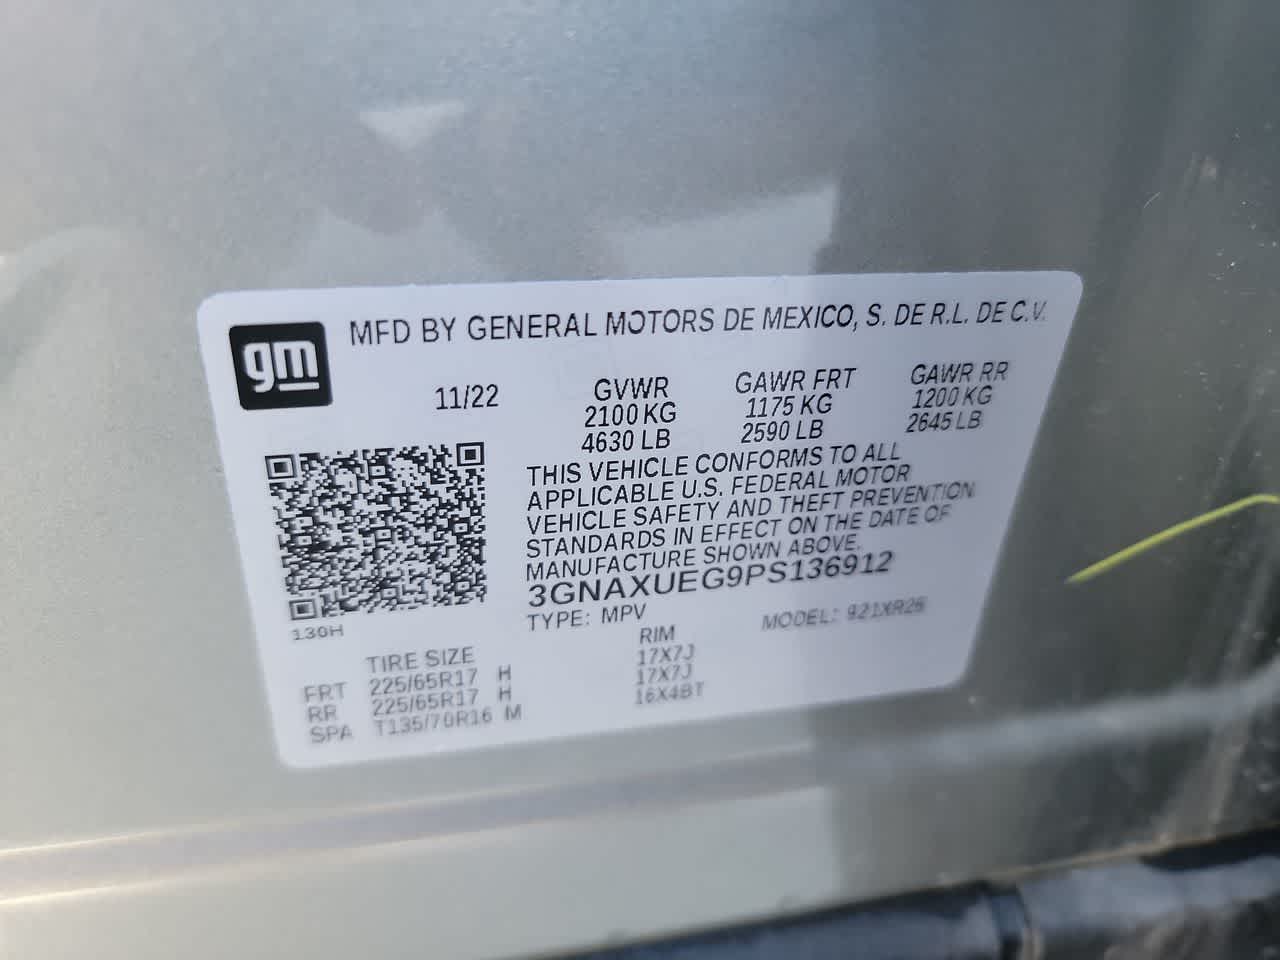 MFD BY GENERAL MOTORS DE MEXICO, S. DE R.L. DE C.V.
gm
11/22
GVWR GAWR FRT GAWR RR
2100 KG 1175 KG 1200 KG
4630 LB 2590 LB 2645 LB
THIS VEHICLE CONFORMS TO ALL
APPLICABLE U.S. FEDERAL MOTOR
VEHICLE SAFETY AND THEFT PREVENTION
STANDARDS IN EFFECT ON THE DATE OF
MANUFACTURE SHOWN ABOVE.
3GNAXUEG9PS136912
TYPE: MPV MODEL: 921XR26
130H
TIRE SIZE RIM
FRT 225/65R17 H 17X7J
RR 225/65R17 H 17X7J
SPA T135/70R16 M 16X4BT